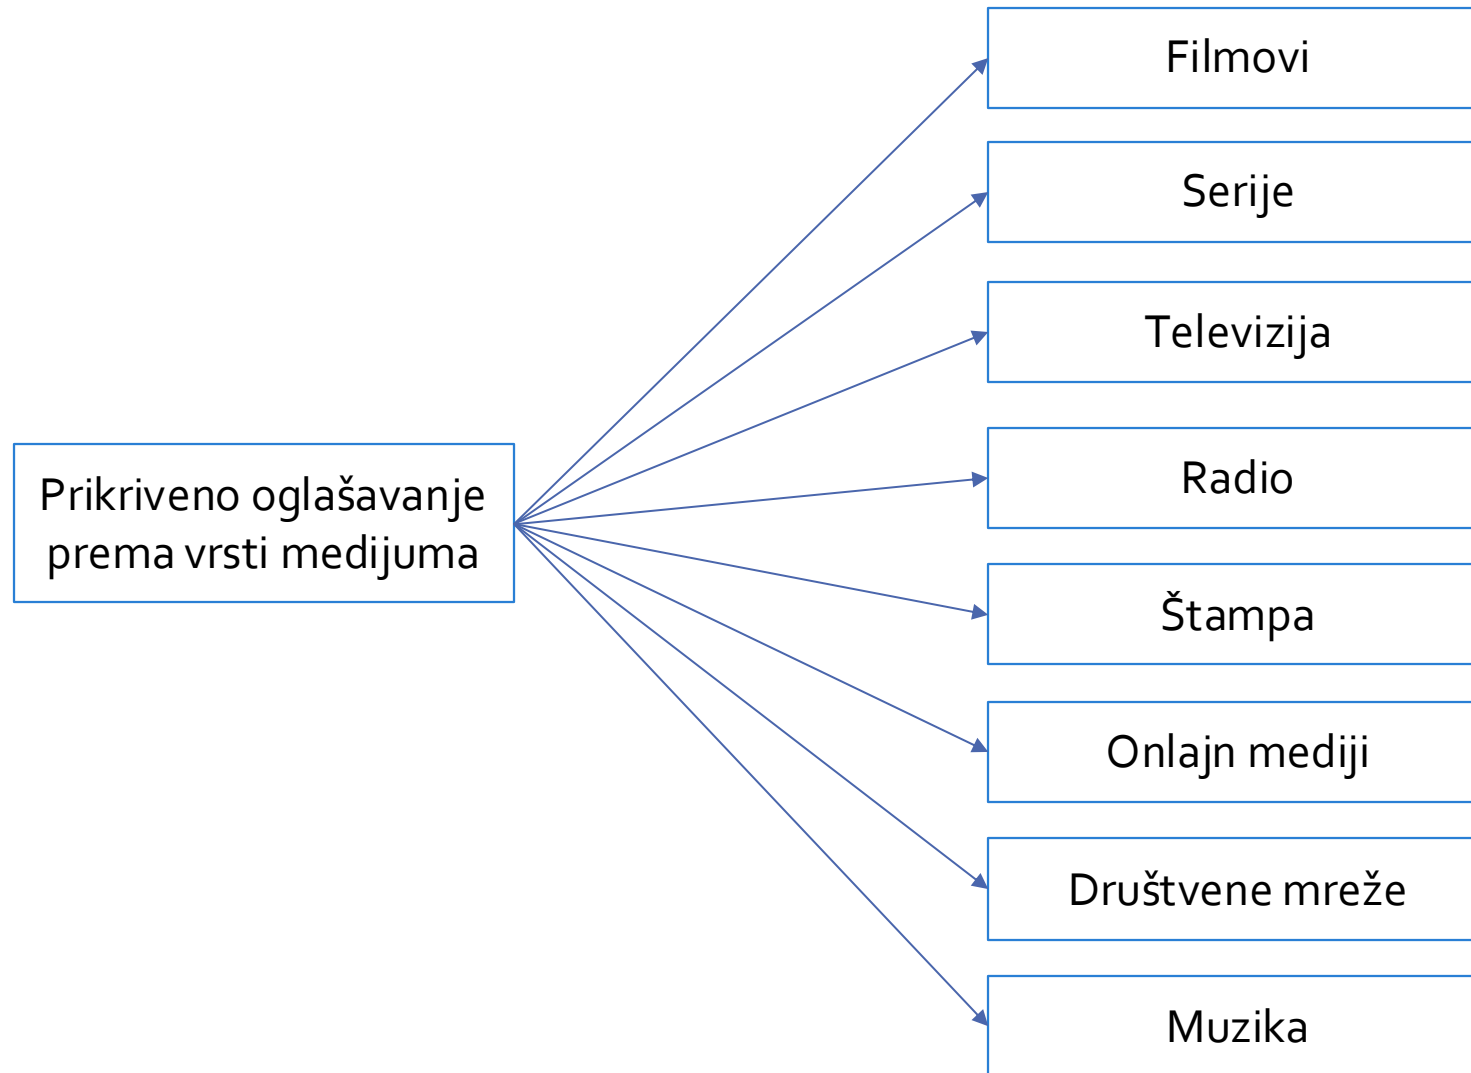 Filmovi
Serije
Televizija
Prikriveno oglašavanje
prema vrsti medijuma
Radio
Štampa
Onlajn mediji
Društvene mreže
Muzika